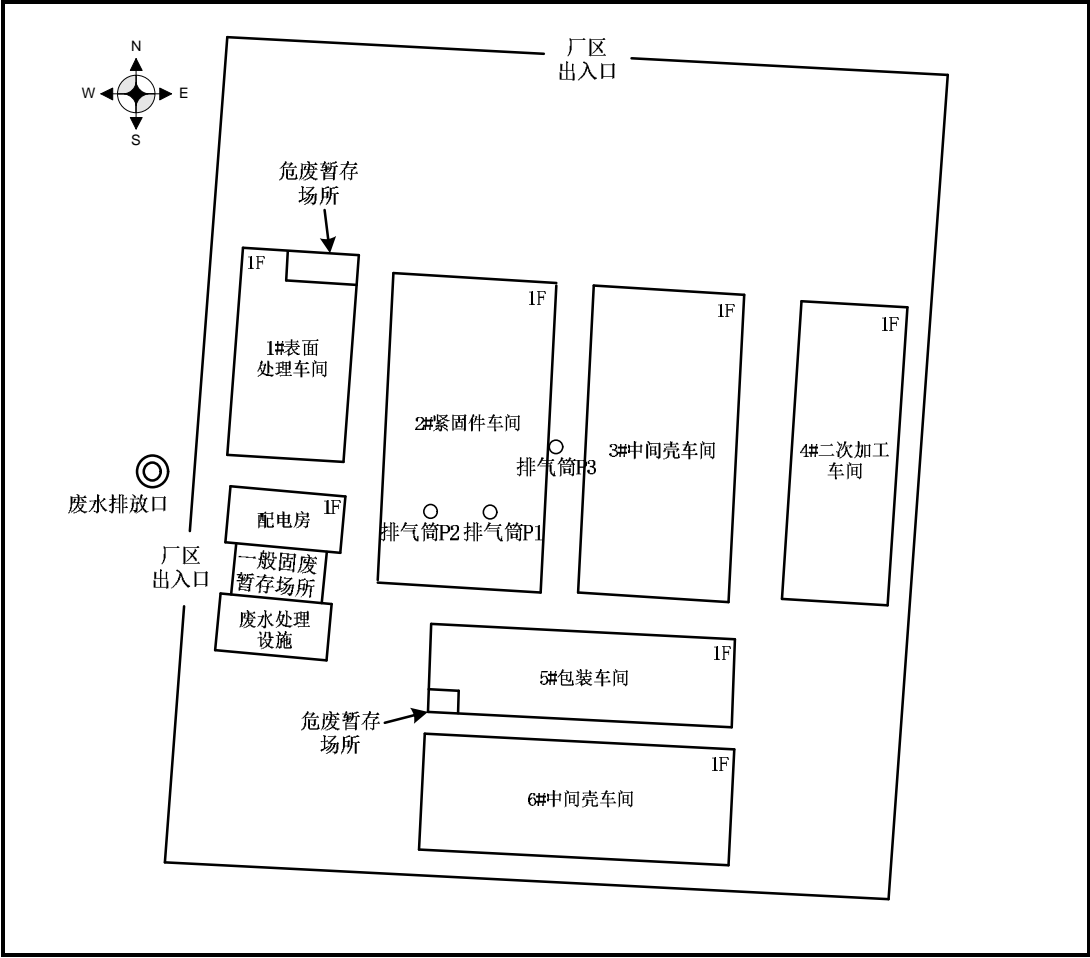 厂区
出入口
N
W
E
S
危废暂存
场所
1F
1#表面
处理车间
1F
2#紧固件车间
1F
3#中间壳车间
1F
4#二次加工
车间
排气筒P3
排气筒P2
排气筒P1
废水排放口
1F
配电房
厂区
出入口
一般固废
暂存场所
废水处理
设施
1F
5#包装车间
危废暂存
场所
1F
6#中间壳车间